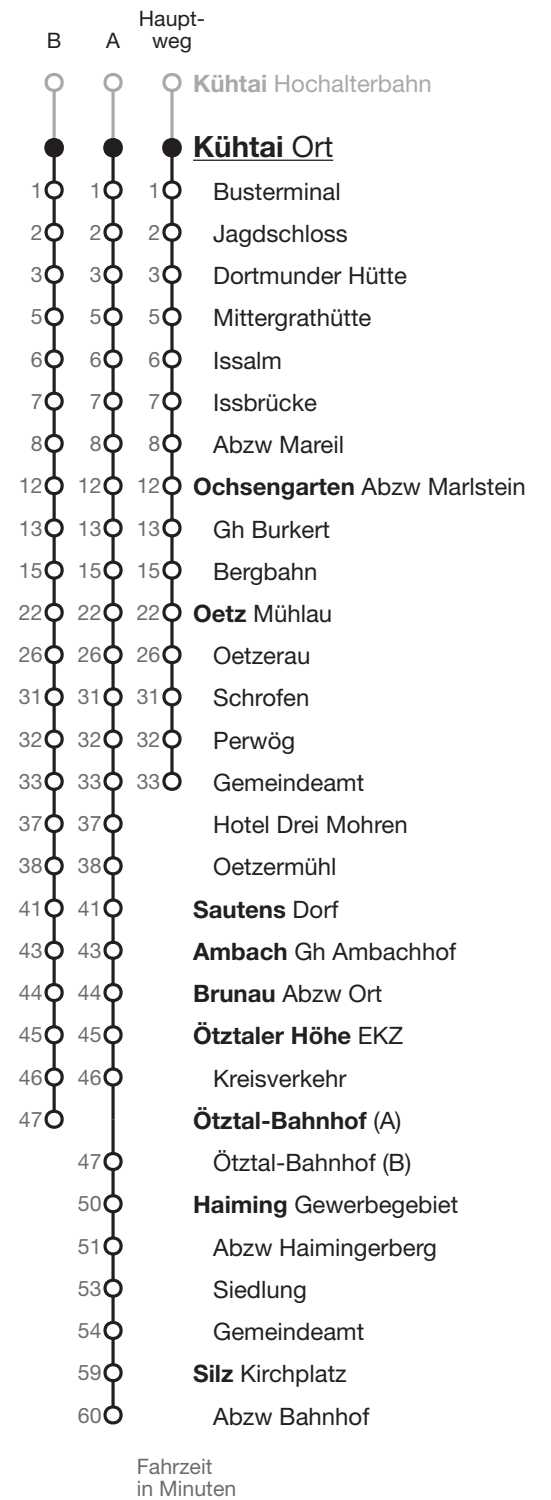 Haupt-
B A weg
Kühtai Hochalterbahn
Kühtai Ort
1 1 1 Busterminal
2 2 2 Jagdschloss
3 3 3 Dortmunder Hütte
5 5 5 Mittergrathütte
6 6 6 Issalm
7 7 7 Issbrücke
8 8 8 Abzw Mareil
12 12 12 Ochsengarten Abzw Marlstein
13 13 13 Gh Burkert
15 15 15 Bergbahn
22 22 22 Oetz Mühlau
26 26 26 Oetzerau
31 31 31 Schrofen
32 32 32 Perwög
33 33 33 Gemeindeamt
37 37 Hotel Drei Mohren
38 38 Oetzermühl
41 41 Sautens Dorf
43 43 Ambach Gh Ambachhof
44 44 Brunau Abzw Ort
45 45 Ötztaler Höhe EKZ
46 46 Kreisverkehr
47 Ötztal-Bahnhof (A)
47 Ötztal-Bahnhof (B)
50 Haiming Gewerbegebiet
51 Abzw Haimingerberg
53 Siedlung
54 Gemeindeamt
59 Silz Kirchplatz
60 Abzw Bahnhof
Fahrzeit
in Minuten